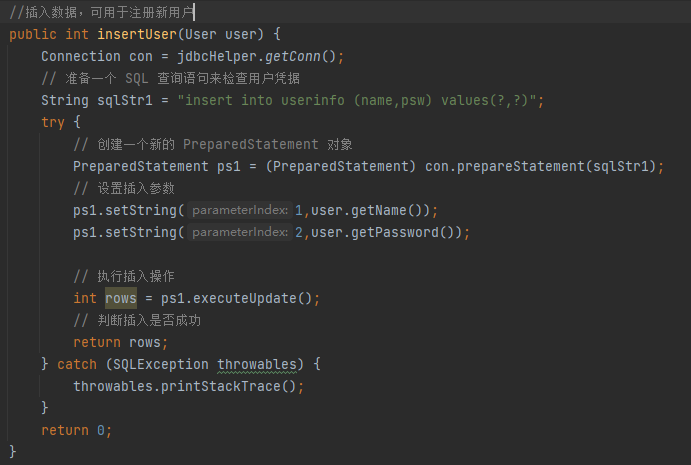 //插入数据，可用于注册新用户
public int insertUser(User user) {
    Connection con = jdbcHelper.getConn();
    // 准备一个 SQL 查询语句来检查用户凭据
    String sqlStr1 = "insert into userinfo (name,psw) values(?,?)";
    try {
        // 创建一个新的 PreparedStatement 对象
        PreparedStatement ps1 = (PreparedStatement) con.prepareStatement(sqlStr1);
        // 设置插入参数
        ps1.setString( parameterIndex: 1,user.getName());
        ps1.setString( parameterIndex: 2,user.getPassword());
        // 执行插入操作
        int rows = ps1.executeUpdate();
        // 判断插入是否成功
        return rows;
    } catch (SQLException throwables) {
        throwables.printStackTrace();
    }
    return 0;
}